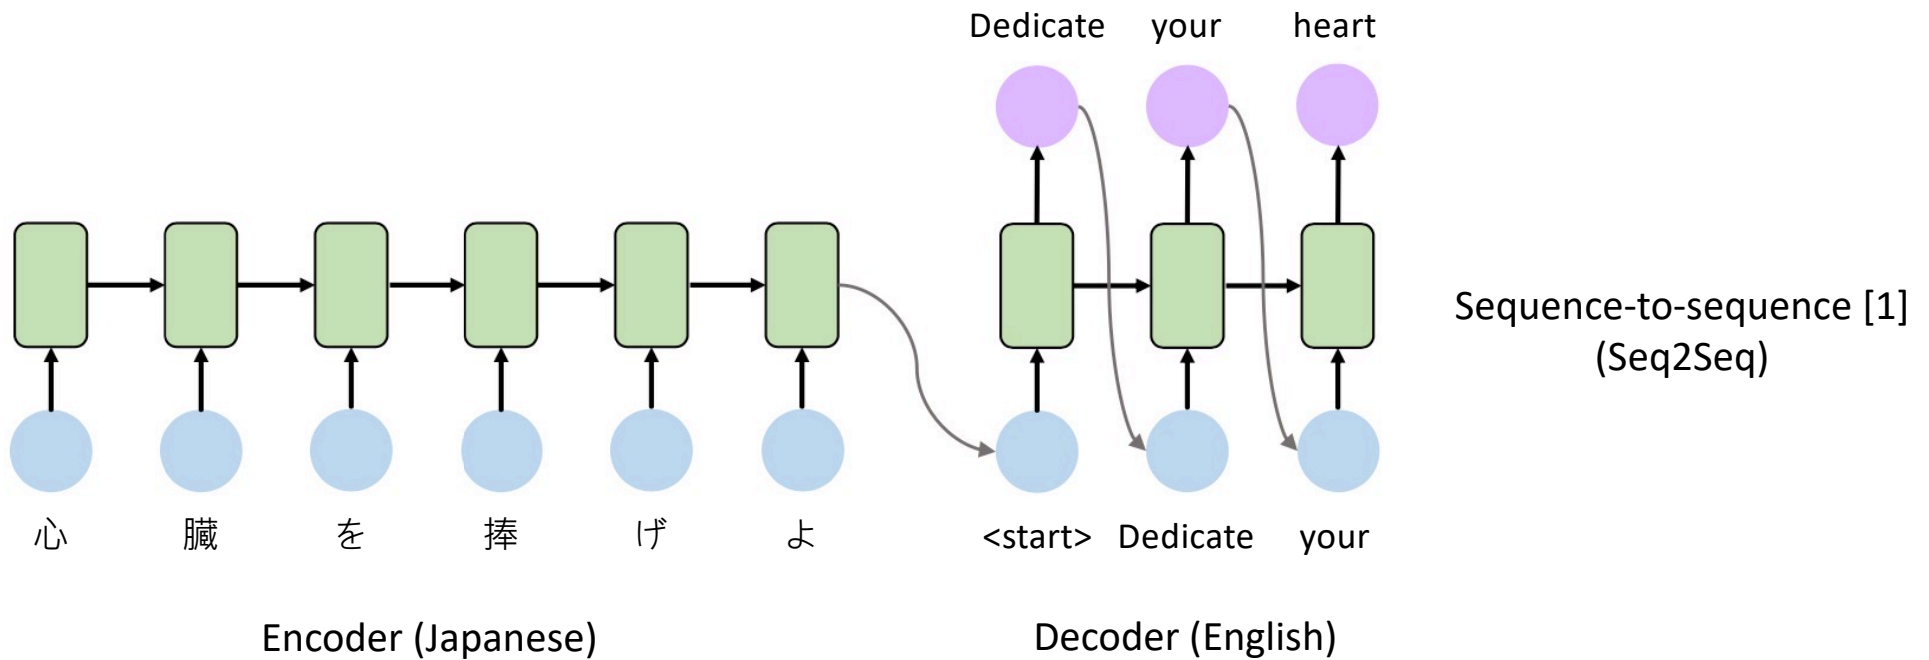 Dedicate your heart
Sequence-to-sequence [1]
(Seq2Seq)
心 臓 を 捧 げ よ
<start> Dedicate your
Encoder (Japanese)
Decoder (English)